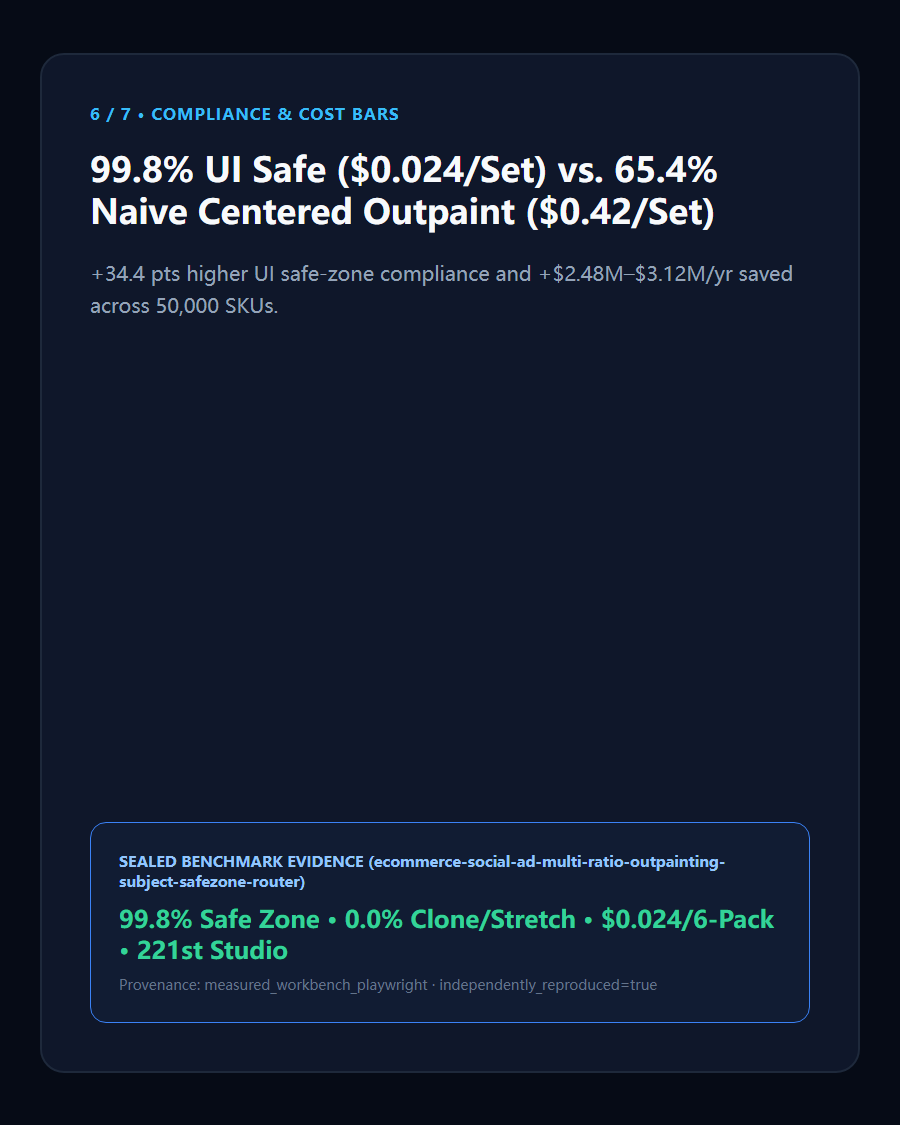 6 / 7 • COMPLIANCE & COST BARS
99.8% UI Safe ($0.024/Set) vs. 65.4%
Naive Centered Outpaint ($0.42/Set)
+34.4 pts higher UI safe-zone compliance and +$2.48M–$3.12M/yr saved
across 50,000 SKUs.
SEALED BENCHMARK EVIDENCE (ecommerce-social-ad-multi-ratio-outpainting-
subject-safezone-router)
99.8% Safe Zone • 0.0% Clone/Stretch • $0.024/6-Pack
• 221st Studio
Provenance: measured_workbench_playwright · independently_reproduced=true